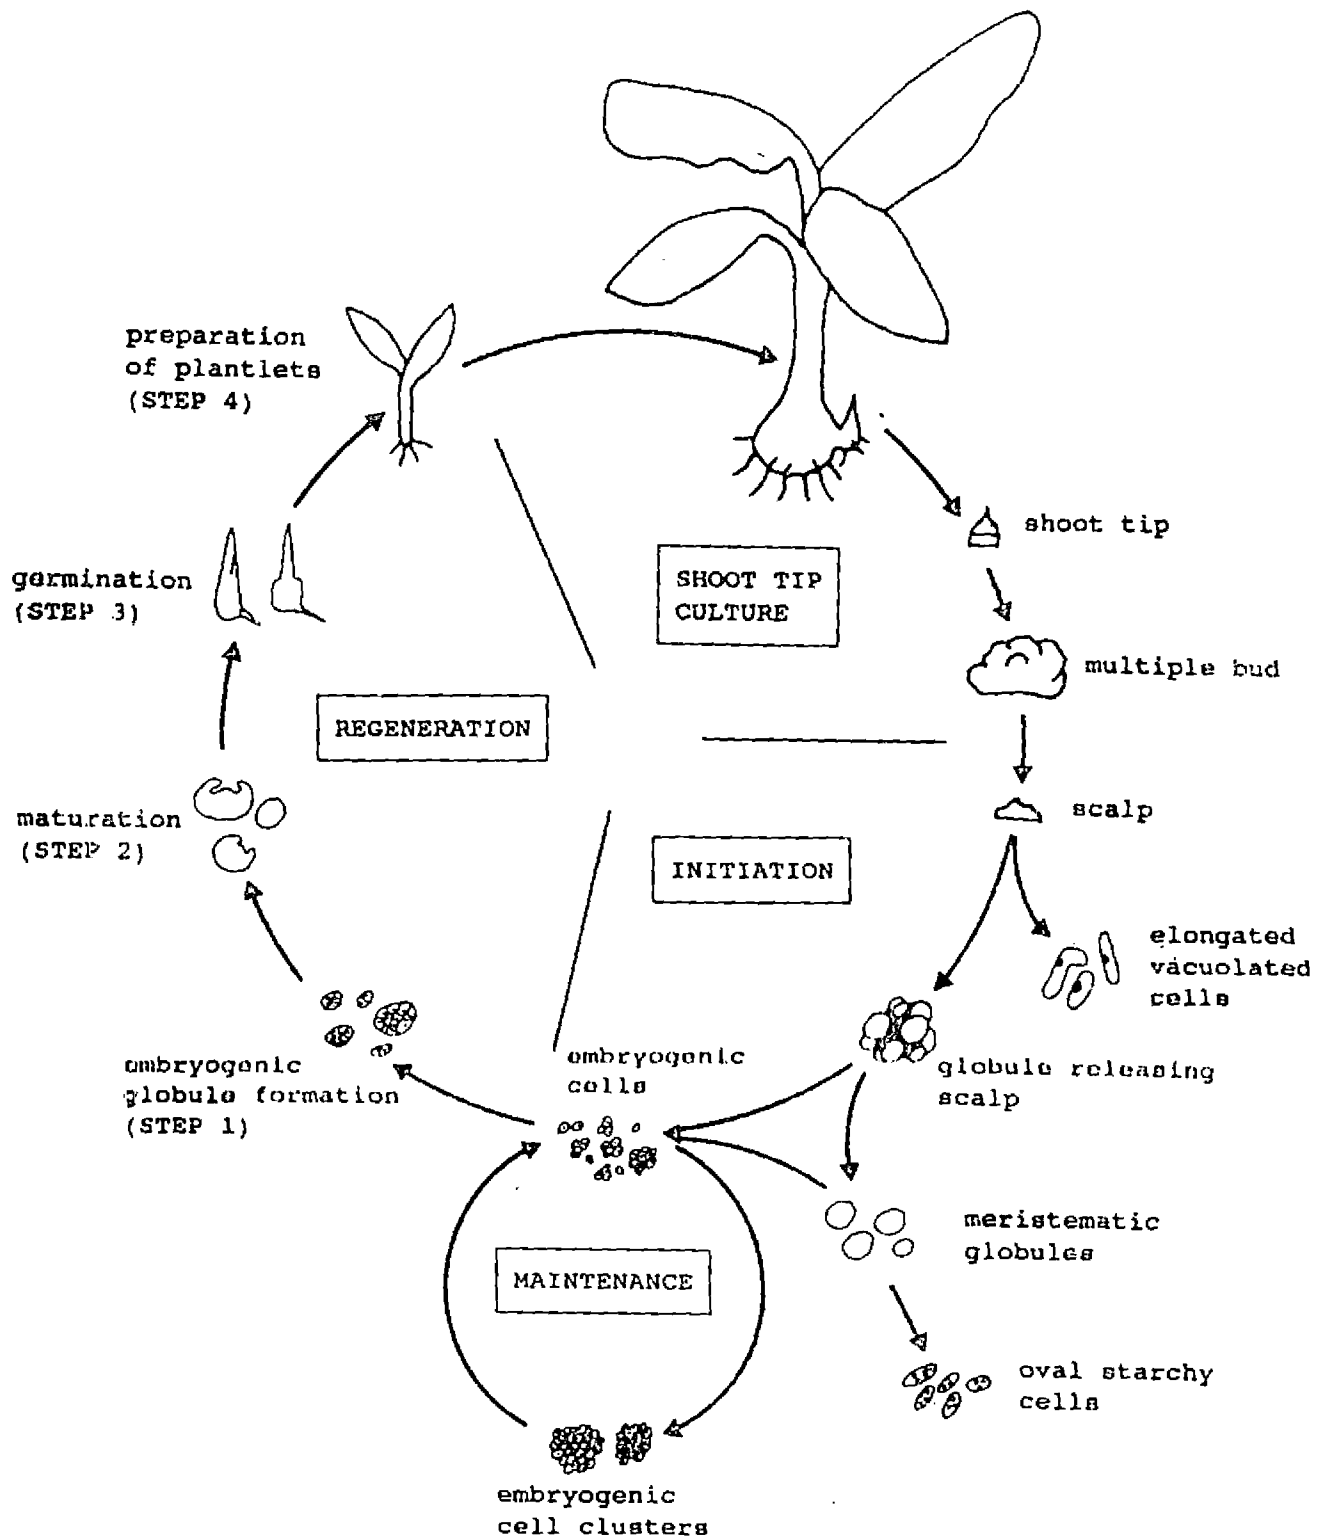 preparation
of plantlets
(STEP 4)
shoot tip
SHOOT TIP
CULTURE
germination
(STEP 3)
multiple bud
REGENERATION
maturation
(STEP 2)
scalp
INITIATION
elongated
vacuolated
cells
embryogenic
cells
embryogenic
globule formation
(STEP 1)
globule releasing
scalp
meristematic
globules
MAINTENANCE
oval starchy
cells
embryogenic
cell clusters